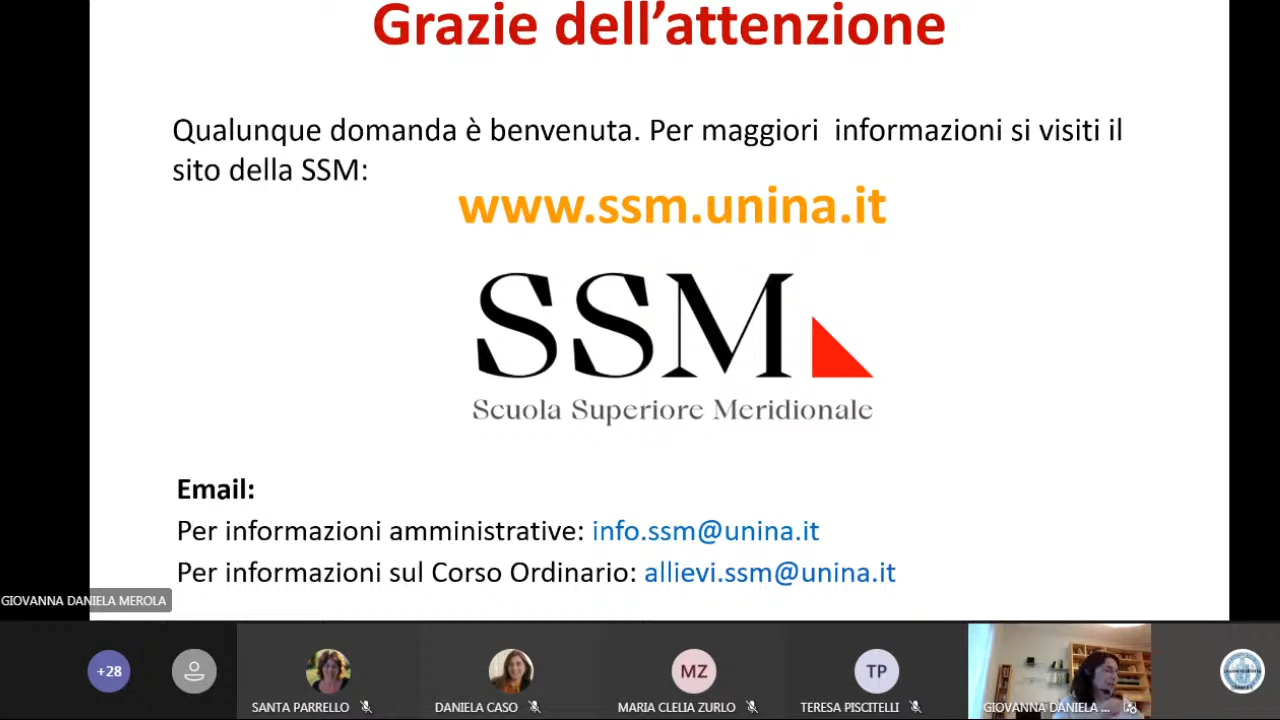 Grazie dell’attenzione
Qualunque domanda è benvenuta. Per maggiori informazioni si visiti il
sito della SSM:
www.ssm.unina.it
SSM
Scuola Superiore Meridionale
Email:
Per informazioni amministrative: info.ssm@unina.it
Per informazioni sul Corso Ordinario: allievi.ssm@unina.it
GIOVANNA DANIELA MEROLA
+28
MZ
TP
SANTA PARRELLO
DANIELA CASO
MARIA CLELIA ZURLO
TERESA PISCITELLI
GIOVANNA DANIELA ...